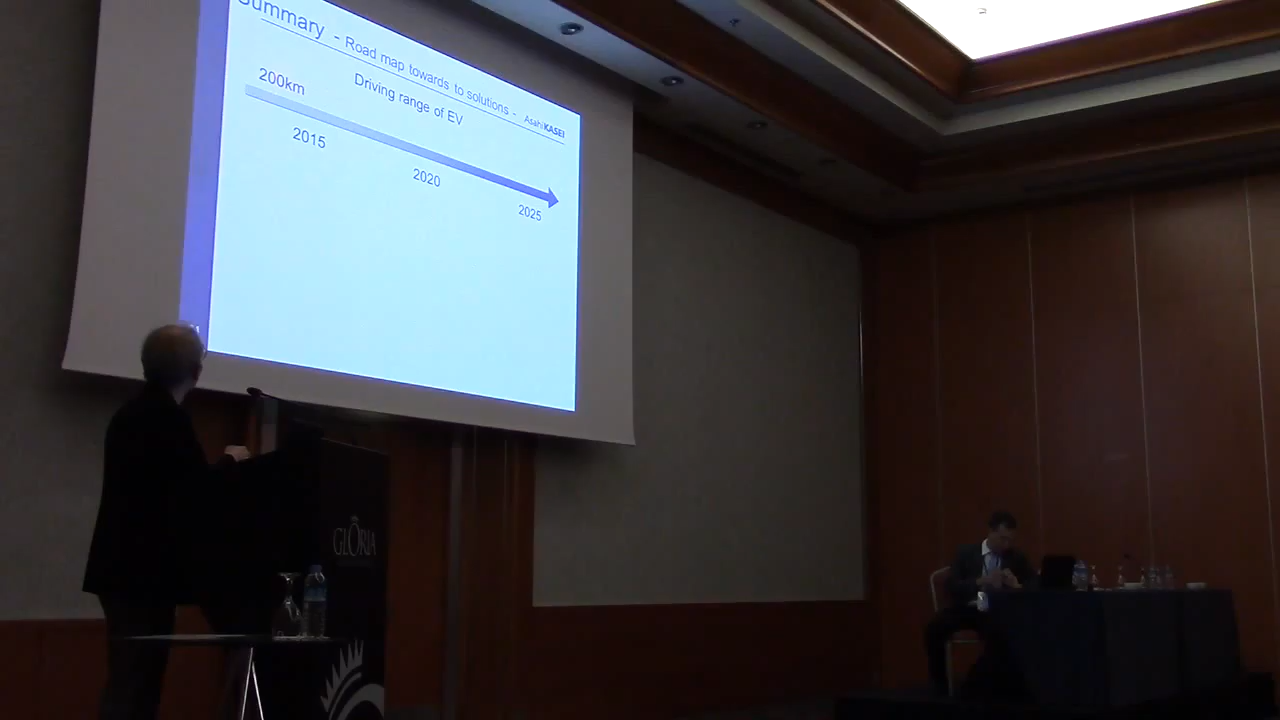 Summary - Road map towards to solutions -
AsahiKASEI
200km
Driving range of EV
2015
2020
2025
GLORIA